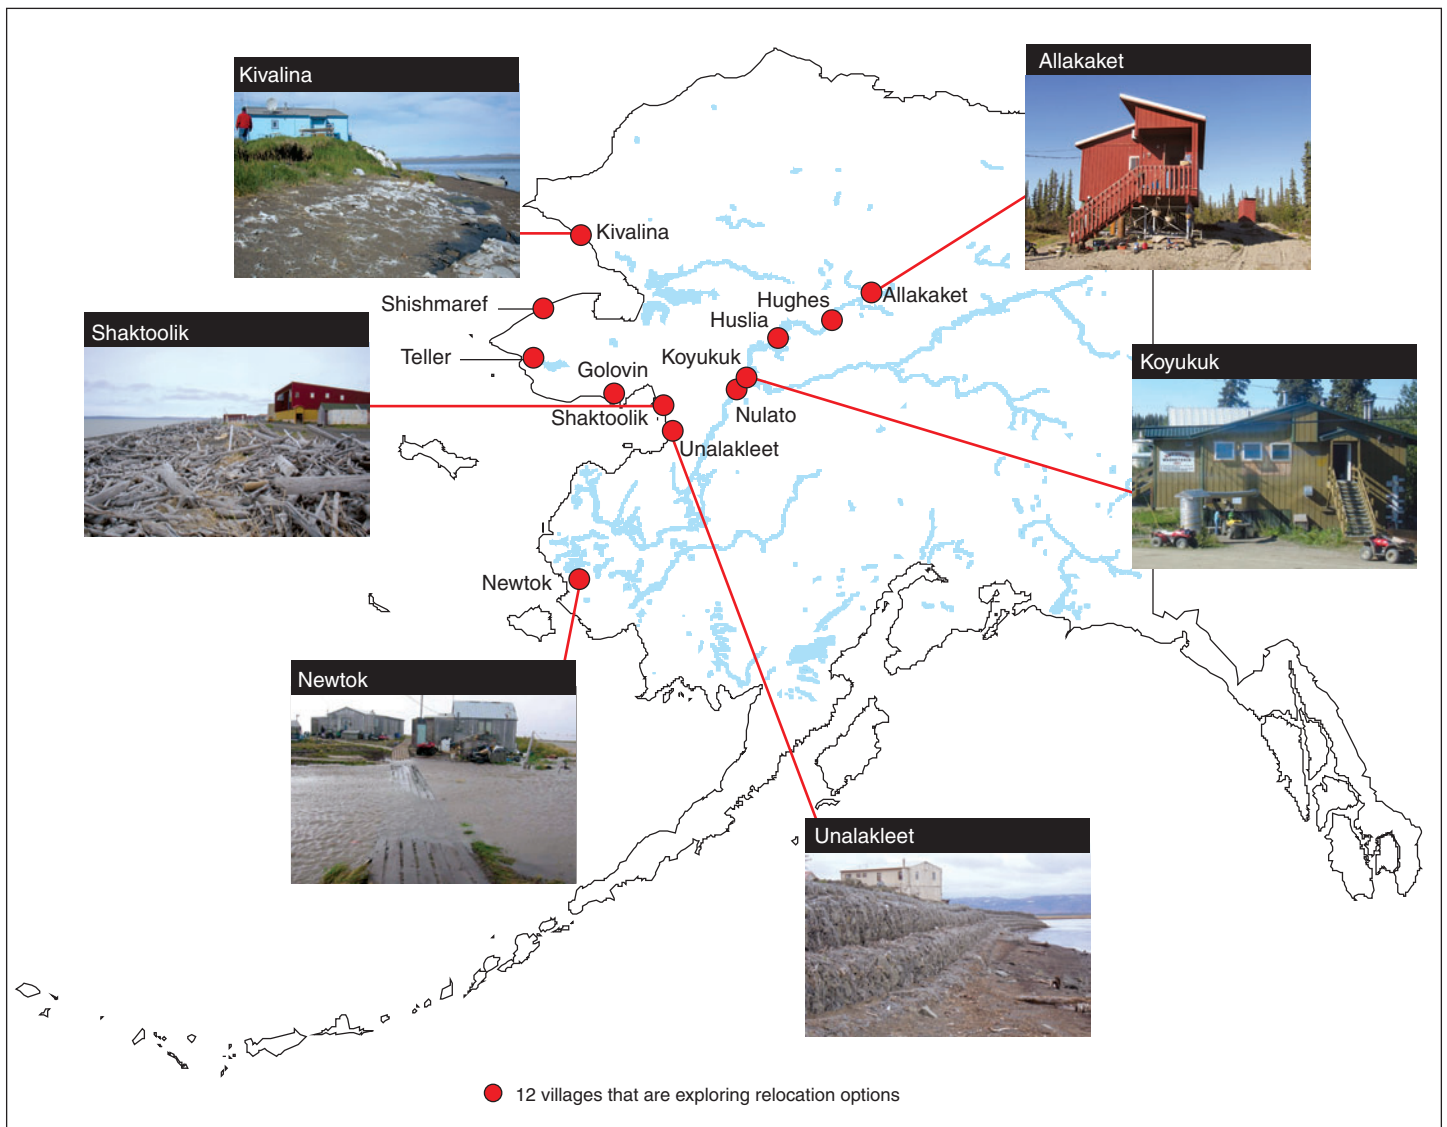 Kivalina
Allakaket
Kivalina
Shishmaref
Hughes
Allakaket
Huslia
Shaktoolik
Teller
Koyukuk
Koyukuk
Golovin
Shaktoolik
Nulato
Unalakleet
Newtok
Newtok
Unalakleet
12 villages that are exploring relocation options